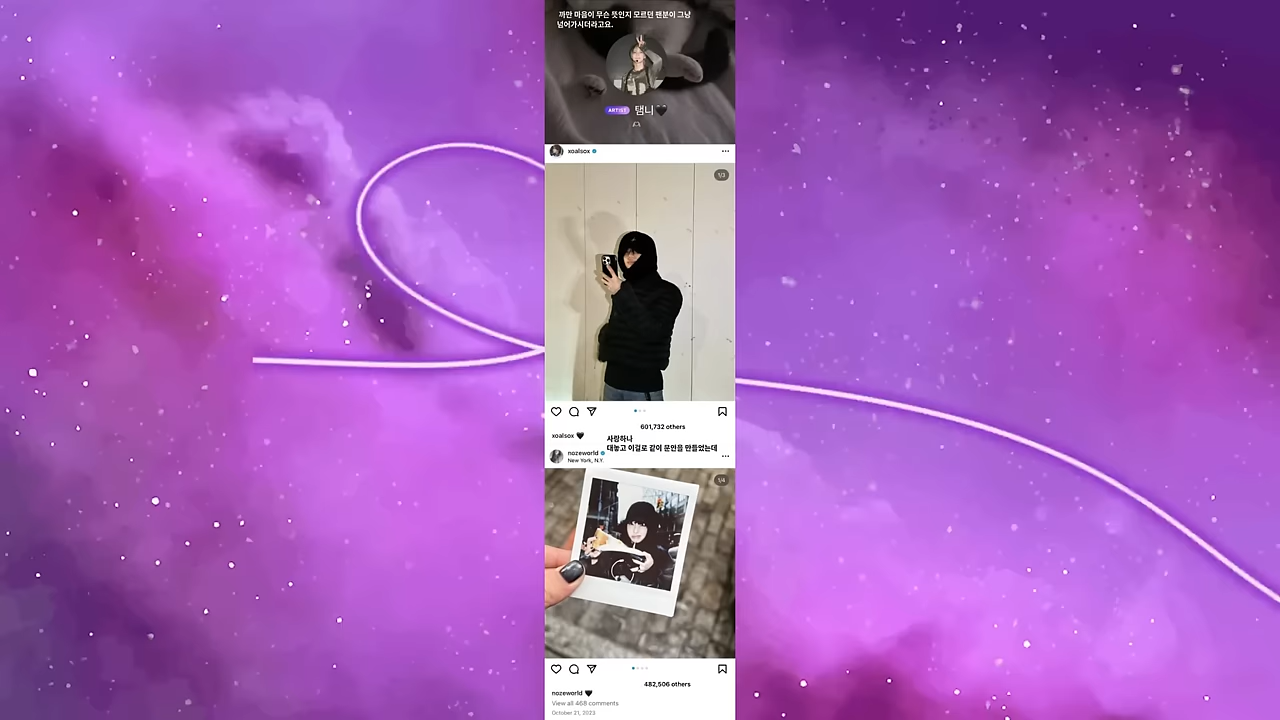 까만 마음이 무슨 뜻인지 모르던 팬분이 그냥
넘어가시더라고요.
ARTIST 탬니🖤
xoalsox
1/3
601,732 others
xoalsox 🖤
사랑하나
대놓고 이걸로 같이 문안을 만들었는데
nozeworld
New York, N.Y.
1/4
482,506 others
nozeworld 🖤
View all 468 comments
October 21, 2023